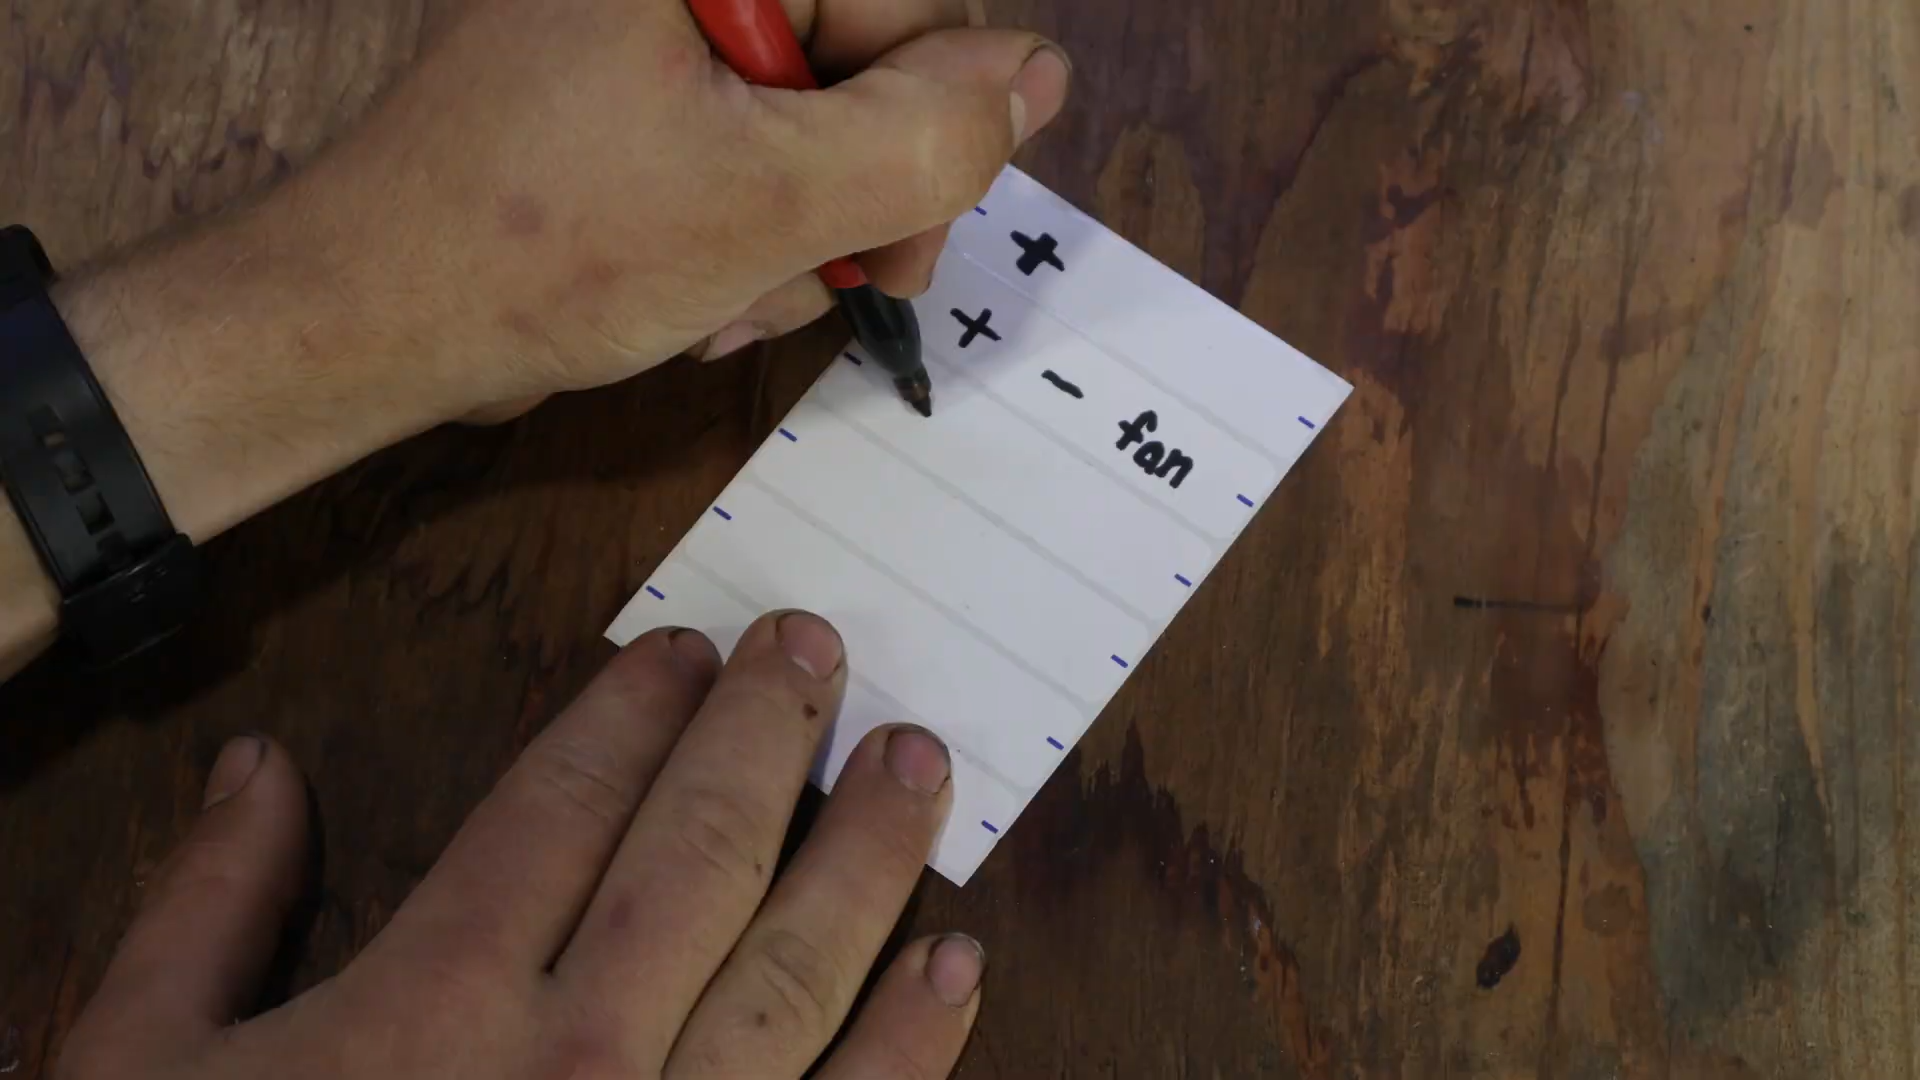 +
+ - fan